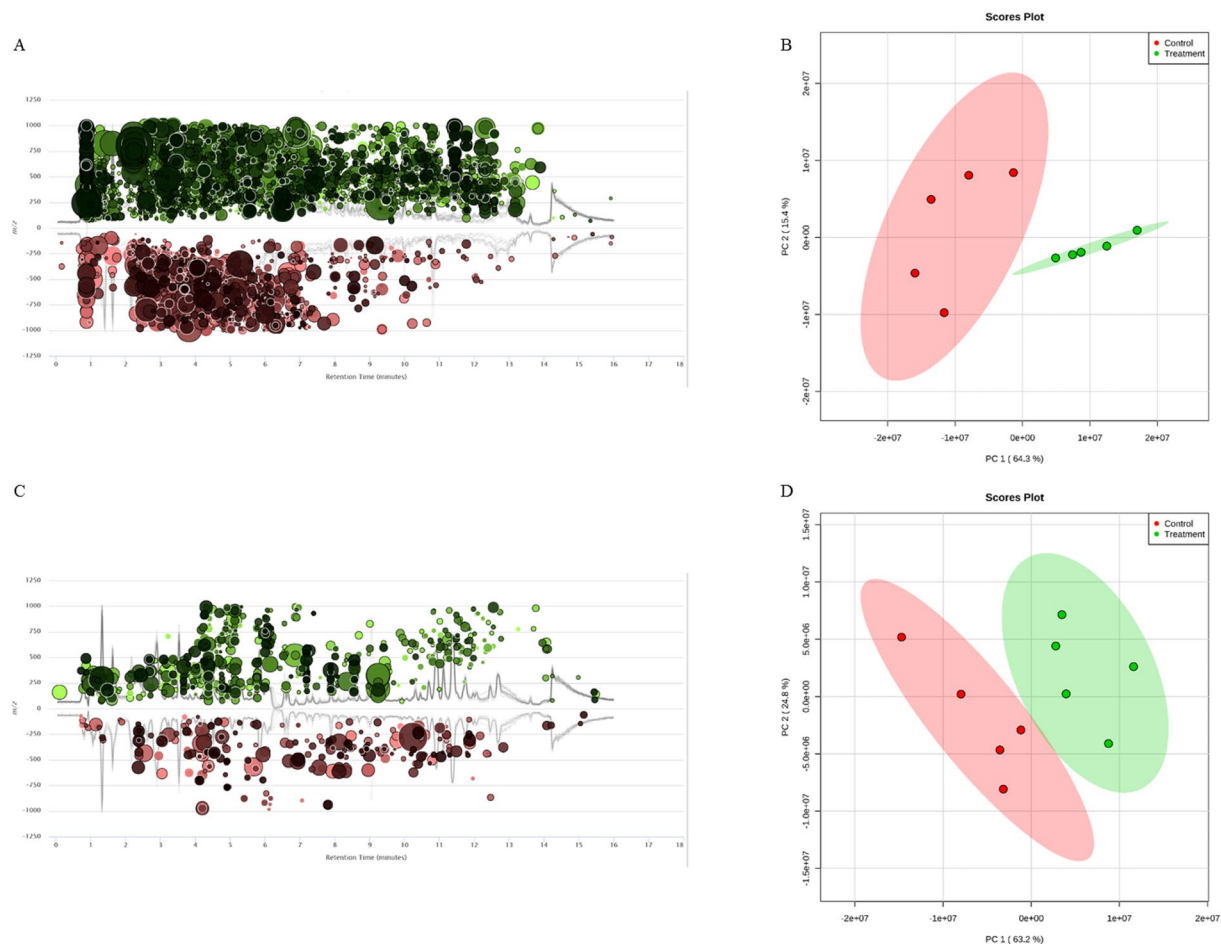 A
1250
1000
750
500
250
0
-250
-500
-750
-1000
-1250
m/z
0 1 2 3 4 5 6 7 8 9 10 11 12 13 14 15 16 17 18
Retention Time (minutes)
B
Scores Plot
Control
Treatment
2e+07
1e+07
0e+00
-1e+07
-2e+07
PC 2 ( 15.4 %)
-2e+07 -1e+07 0e+00 1e+07 2e+07
PC 1 ( 64.3 %)
C
1250
1000
750
500
250
0
-250
-500
-750
-1000
-1250
m/z
0 1 2 3 4 5 6 7 8 9 10 11 12 13 14 15 16 17 18
Retention Time (minutes)
D
Scores Plot
Control
Treatment
1.5e+07
1.0e+07
5.0e+06
0.0e+00
-5.0e+06
-1.0e+07
-1.5e+07
PC 2 ( 24.8 %)
-2e+07 -1e+07 0e+00 1e+07 2e+07
PC 1 ( 63.2 %)